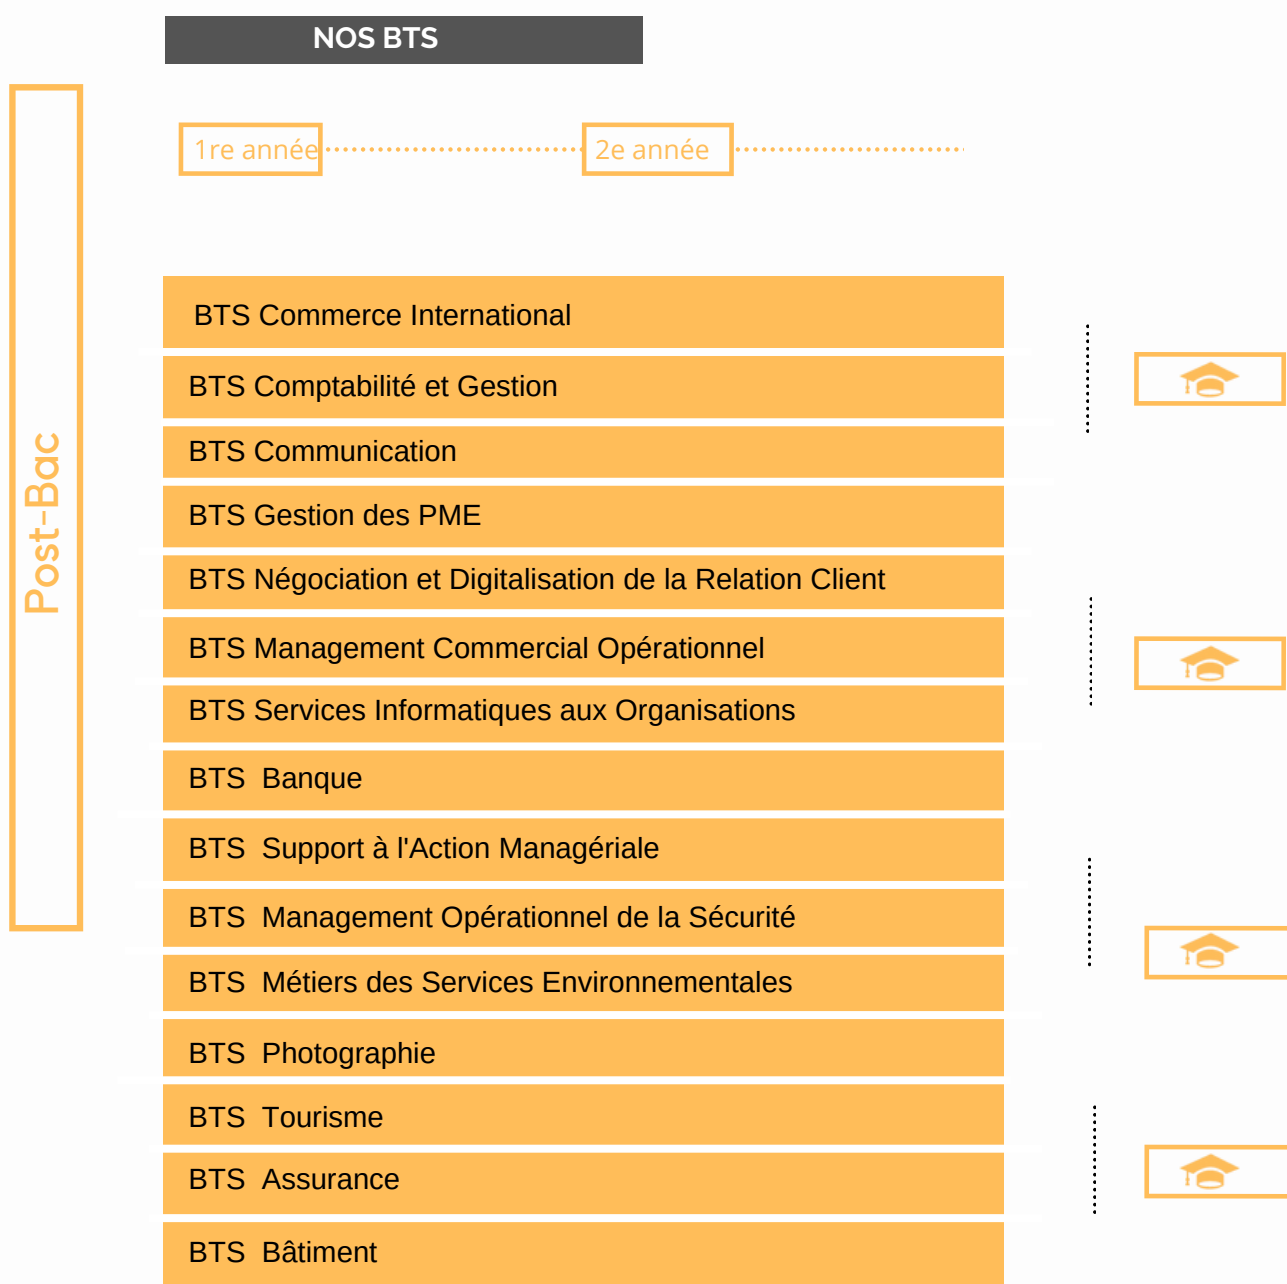 NOS BTS
1re année
2e année
Post-Bac
BTS Commerce International
BTS Comptabilité et Gestion
BTS Communication
BTS Gestion des PME
BTS Négociation et Digitalisation de la Relation Client
BTS Management Commercial Opérationnel
BTS Services Informatiques aux Organisations
BTS  Banque
BTS  Support à l'Action Managériale
BTS  Management Opérationnel de la Sécurité
BTS  Métiers des Services Environnementales
BTS  Photographie
BTS  Tourisme
BTS  Assurance
BTS  Bâtiment